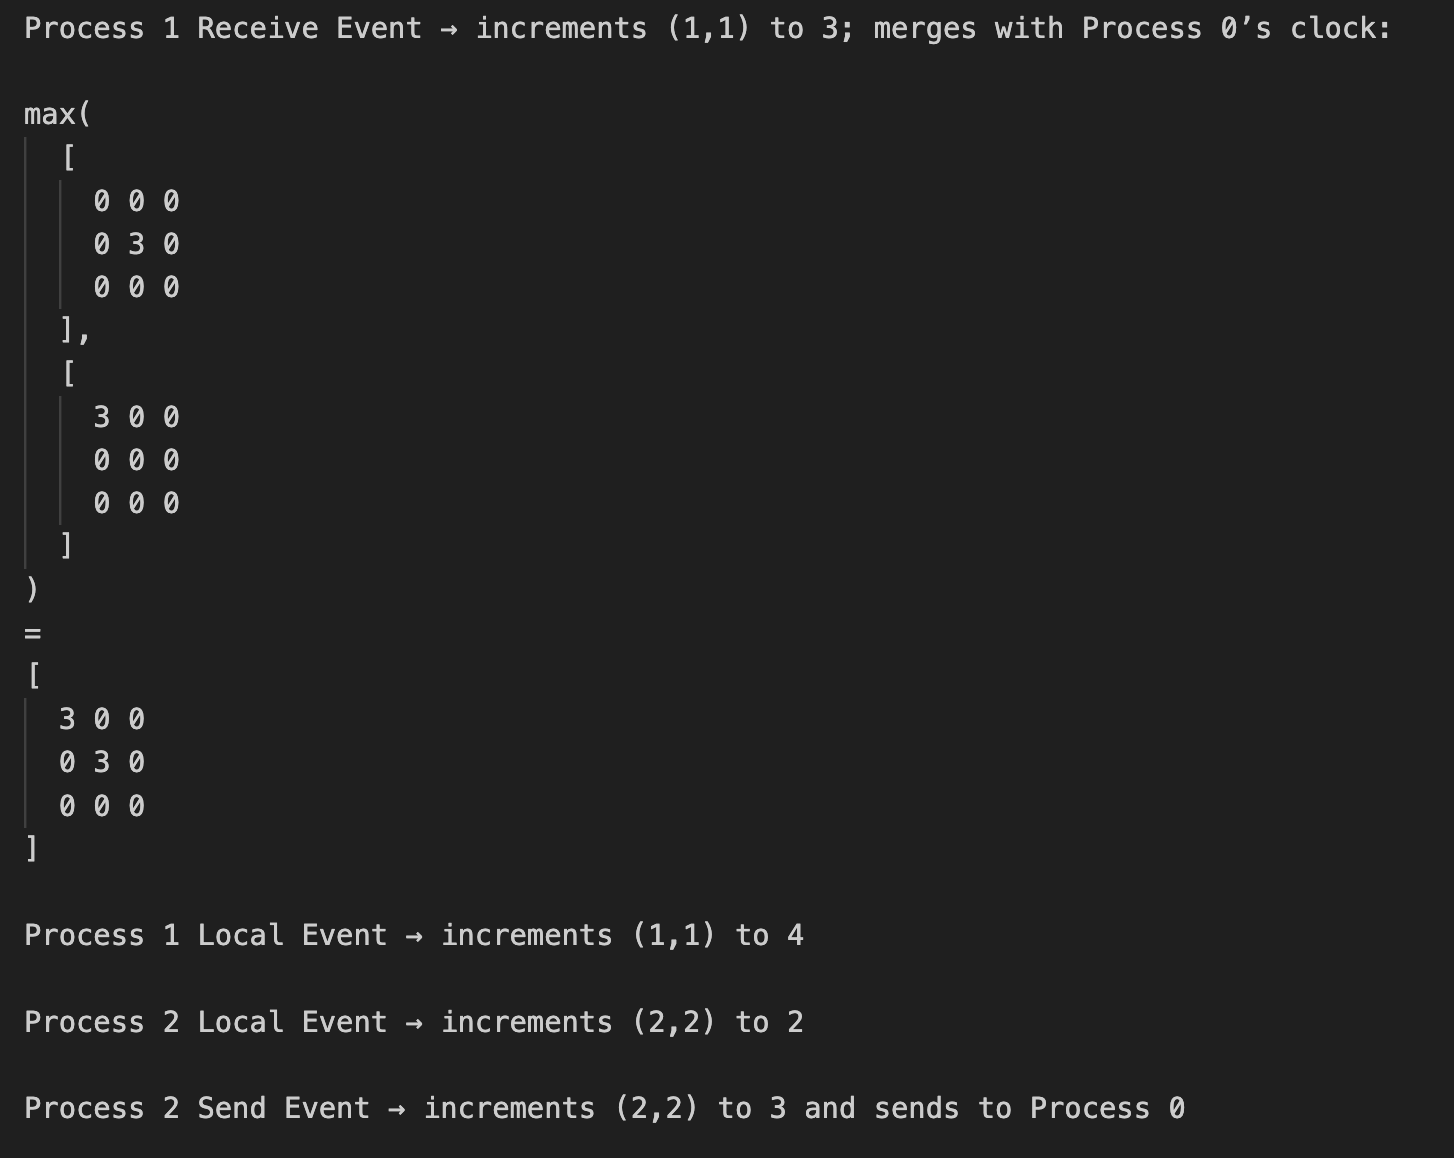 Process 1 Receive Event → increments (1,1) to 3; merges with Process 0’s clock:
max(
[
0 0 0
0 3 0
0 0 0
],
[
3 0 0
0 0 0
0 0 0
]
)
=
[
3 0 0
0 3 0
0 0 0
]
Process 1 Local Event → increments (1,1) to 4
Process 2 Local Event → increments (2,2) to 2
Process 2 Send Event → increments (2,2) to 3 and sends to Process 0